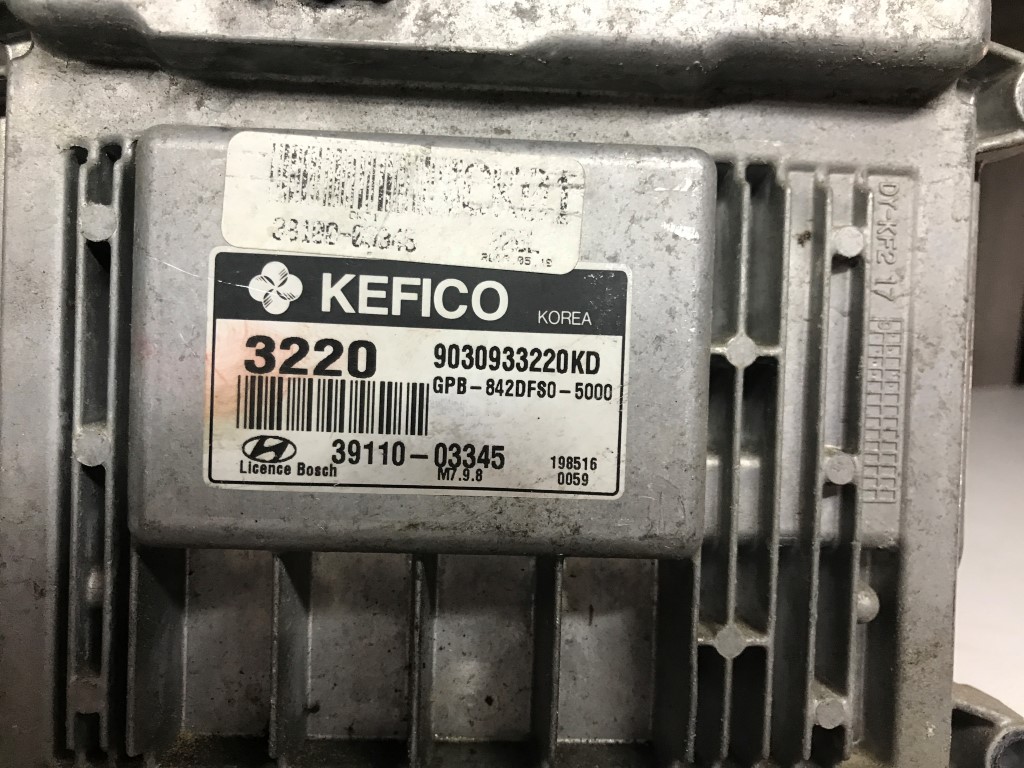 KEFICO KOREA
3220 9030933220KD
GPB-842DFS0-5000
39110-03345
Licence Bosch M7.9.8
198516
0059
DY-KF2 17